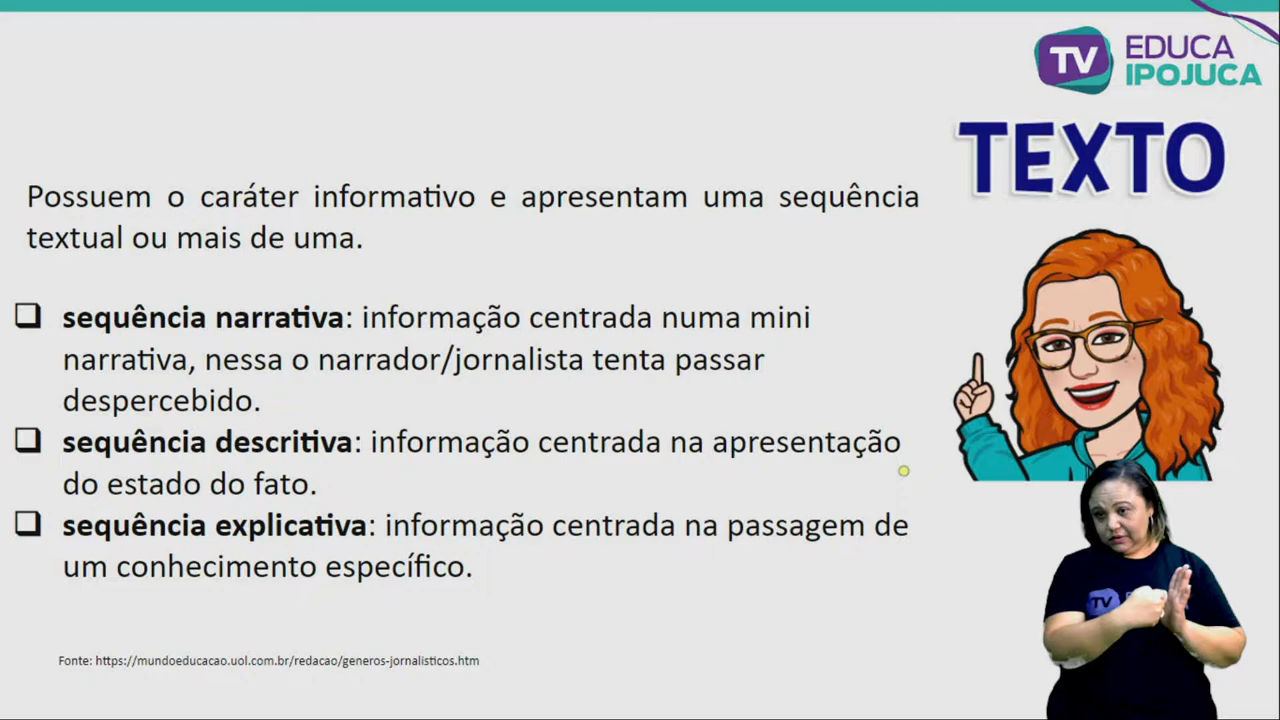 TV EDUCA
IPOJUCA
TEXTO
Possuem o caráter informativo e apresentam uma sequência
textual ou mais de uma.
sequência narrativa: informação centrada numa mini
narrativa, nessa o narrador/jornalista tenta passar
despercebido.
sequência descritiva: informação centrada na apresentação
do estado do fato.
sequência explicativa: informação centrada na passagem de
um conhecimento específico.
Fonte: https://mundoeducacao.uol.com.br/redacao/generos-jornalisticos.htm
TV